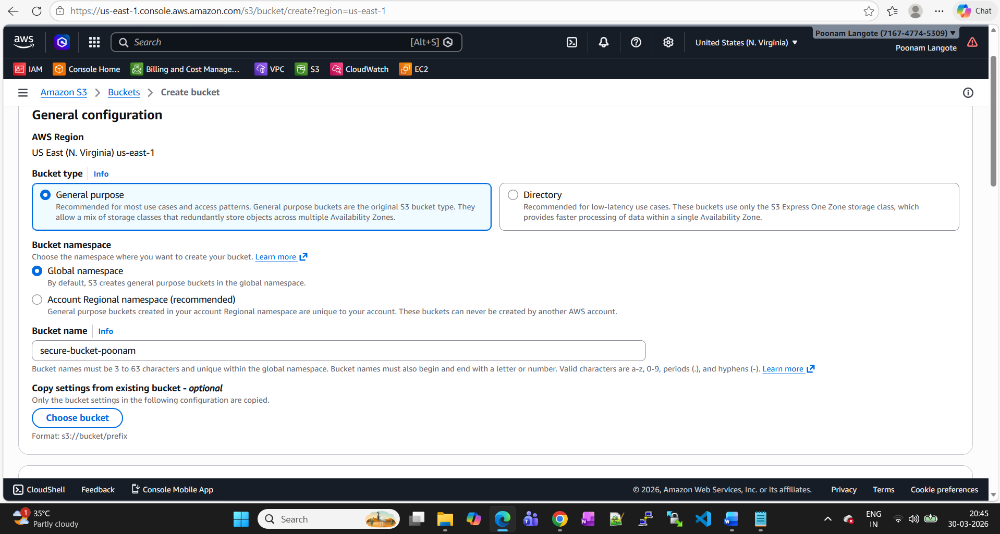 https://us-east-1.console.aws.amazon.com/s3/bucket/create?region=us-east-1
Chat
aws
Search
[Alt+S]
United States (N. Virginia) ▼
Poonam Langote (7167-4774-5309) ▼
Poonam Langote
IAM
Console Home
Billing and Cost Manage...
VPC
S3
CloudWatch
EC2
Amazon S3 > Buckets > Create bucket
General configuration
AWS Region
US East (N. Virginia) us-east-1
Bucket type
Info
General purpose
Recommended for most use cases and access patterns. General purpose buckets are the original S3 bucket type. They
allow a mix of storage classes that redundantly store objects across multiple Availability Zones.
Directory
Recommended for low-latency use cases. These buckets use only the S3 Express One Zone storage class, which
provides faster processing of data within a single Availability Zone.
Bucket namespace
Choose the namespace where you want to create your bucket. Learn more
Global namespace
By default, S3 creates general purpose buckets in the global namespace.
Account Regional namespace (recommended)
General purpose buckets created in your account Regional namespace are unique to your account. These buckets can never be created by another AWS account.
Bucket name
Info
secure-bucket-poonam
Bucket names must be 3 to 63 characters and unique within the global namespace. Bucket names must also begin and end with a letter or number. Valid characters are a-z, 0-9, periods (.), and hyphens (-). Learn more
Copy settings from existing bucket - optional
Only the bucket settings in the following configuration are copied.
Choose bucket
Format: s3://bucket/prefix
CloudShell
Feedback
Console Mobile App
© 2026, Amazon Web Services, Inc. or its affiliates.
Privacy
Terms
Cookie preferences
1
35°C
Partly cloudy
Search
ENG
IN
20:45
30-03-2026